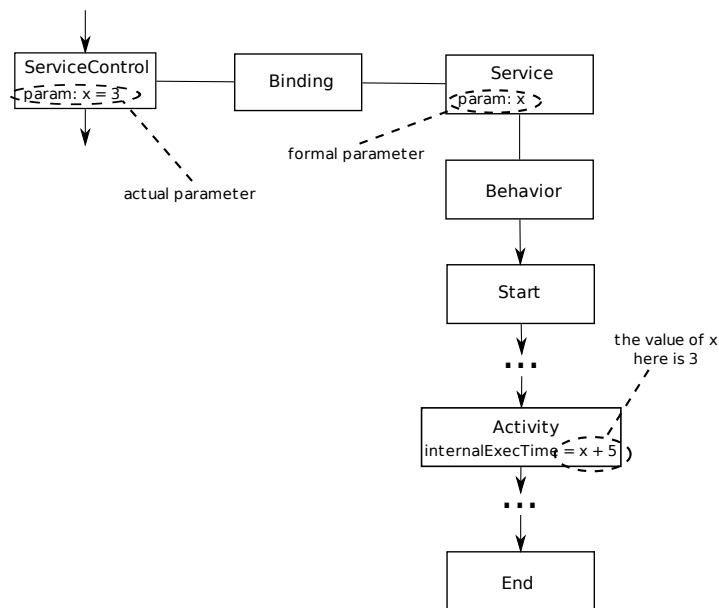 ServiceControl
param: x = 3
Binding
Service
param: x
formal parameter
actual parameter
Behavior
Start
the value of x
here is 3
...
Activity
internalExecTime = x + 5
...
End